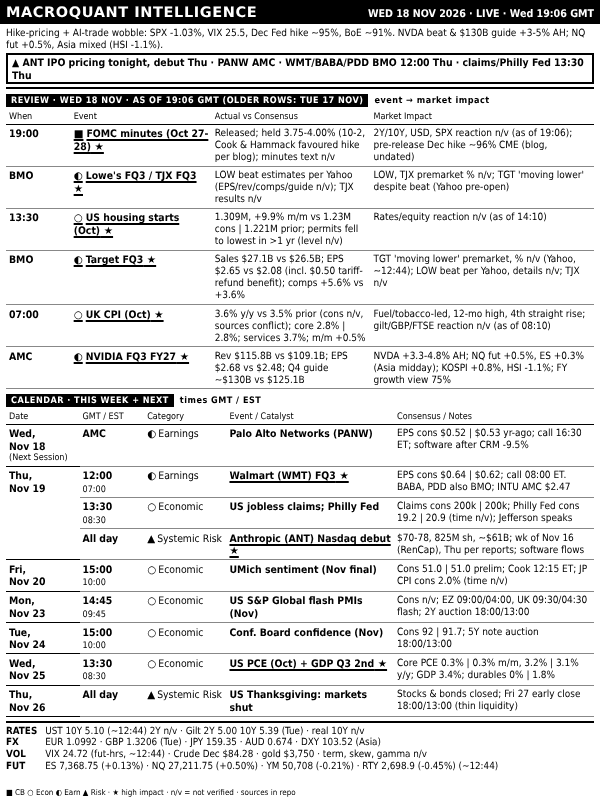 MACROQUANT INTELLIGENCE WED 18 NOV 2026 · LIVE · Wed 19:06 GMT
Hike-pricing + AI-trade wobble: SPX -1.03%, VIX 25.5, Dec Fed hike ~95%, BoE ~91%. NVDA beat & $130B guide +3-5% AH; NQ
fut +0.5%, Asia mixed (HSI -1.1%).
▲ ANT IPO pricing tonight, debut Thu · PANW AMC · WMT/BABA/PDD BMO 12:00 Thu · claims/Philly Fed 13:30
Thu
REVIEW · WED 18 NOV · AS OF 19:06 GMT (OLDER ROWS: TUE 17 NOV) event → market impact
When Event Actual vs Consensus Market Impact
19:00 ■ FOMC minutes (Oct 27- Released; held 3.75-4.00% (10-2, 2Y/10Y, USD, SPX reaction n/v (as of 19:06);
28) ★ Cook & Hammack favoured hike pre-release Dec hike ~96% CME (blog,
per blog); minutes text n/v undated)
BMO ◐ Lowe's FQ3 / TJX FQ3 LOW beat estimates per Yahoo LOW, TJX premarket % n/v; TGT 'moving lower'
★ (EPS/rev/comps/guide n/v); TJX despite beat (Yahoo pre-open)
results n/v
13:30 ○ US housing starts 1.309M, +9.9% m/m vs 1.23M Rates/equity reaction n/v (as of 14:10)
(Oct) ★ cons | 1.221M prior; permits fell
to lowest in >1 yr (level n/v)
BMO ◐ Target FQ3 ★ Sales $27.1B vs $26.5B; EPS TGT 'moving lower' premarket, % n/v (Yahoo,
$2.65 vs $2.08 (incl. $0.50 tariff- ~12:44); LOW beat per Yahoo, details n/v; TJX
refund benefit); comps +5.6% vs n/v
+3.6%
07:00 ○ UK CPI (Oct) ★ 3.6% y/y vs 3.5% prior (cons n/v, Fuel/tobacco-led, 12-mo high, 4th straight rise;
sources conflict); core 2.8% | gilt/GBP/FTSE reaction n/v (as of 08:10)
2.8%; services 3.7%; m/m +0.5%
AMC ◐ NVIDIA FQ3 FY27 ★ Rev $115.8B vs $109.1B; EPS NVDA +3.3-4.8% AH; NQ fut +0.5%, ES +0.3%
$2.68 vs $2.48; Q4 guide (Asia midday); KOSPI +0.8%, HSI -1.1%; FY
~$130B vs $125.1B growth view 75%
CALENDAR · THIS WEEK + NEXT times GMT / EST
Date GMT / EST Category Event / Catalyst Consensus / Notes
Wed, AMC ◐ Earnings Palo Alto Networks (PANW) EPS cons $0.52 | $0.53 yr-ago; call 16:30
Nov 18 ET; software after CRM -9.5%
(Next Session)
Thu, 12:00 ◐ Earnings Walmart (WMT) FQ3 ★ EPS cons $0.64 | $0.62; call 08:00 ET.
Nov 19 07:00 BABA, PDD also BMO; INTU AMC $2.47
13:30 ○ Economic US jobless claims; Philly Fed Claims cons 200k | 200k; Philly Fed cons
08:30 19.2 | 20.9 (time n/v); Jefferson speaks
All day ▲ Systemic Risk Anthropic (ANT) Nasdaq debut $70-78, 825M sh, ~$61B; wk of Nov 16
★ (RenCap), Thu per reports; software flows
Fri, 15:00 ○ Economic UMich sentiment (Nov final) Cons 51.0 | 51.0 prelim; Cook 12:15 ET; JP
Nov 20 10:00 CPI cons 2.0% (time n/v)
Mon, 14:45 ○ Economic US S&P Global flash PMIs Cons n/v; EZ 09:00/04:00, UK 09:30/04:30
Nov 23 09:45 (Nov) flash; 2Y auction 18:00/13:00
Tue, 15:00 ○ Economic Conf. Board confidence (Nov) Cons 92 | 91.7; 5Y note auction
Nov 24 10:00 18:00/13:00
Wed, 13:30 ○ Economic US PCE (Oct) + GDP Q3 2nd ★ Core PCE 0.3% | 0.3% m/m, 3.2% | 3.1%
Nov 25 08:30 y/y; GDP 3.4%; durables 0% | 1.8%
Thu, All day ▲ Systemic Risk US Thanksgiving: markets Stocks & bonds closed; Fri 27 early close
Nov 26 shut 18:00/13:00 (thin liquidity)
RATES UST 10Y 5.10 (~12:44) 2Y n/v · Gilt 2Y 5.00 10Y 5.39 (Tue) · real 10Y n/v
FX EUR 1.0992 · GBP 1.3206 (Tue) · JPY 159.35 · AUD 0.674 · DXY 103.52 (Asia)
VOL VIX 24.72 (fut-hrs, ~12:44) · Crude Dec $84.28 · gold $3,750 · term, skew, gamma n/v
FUT ES 7,368.75 (+0.13%) · NQ 27,211.75 (+0.50%) · YM 50,708 (-0.21%) · RTY 2,698.9 (-0.45%) (~12:44)
■ CB ○ Econ ◐ Earn ▲ Risk · ★ high impact · n/v = not verified · sources in repo